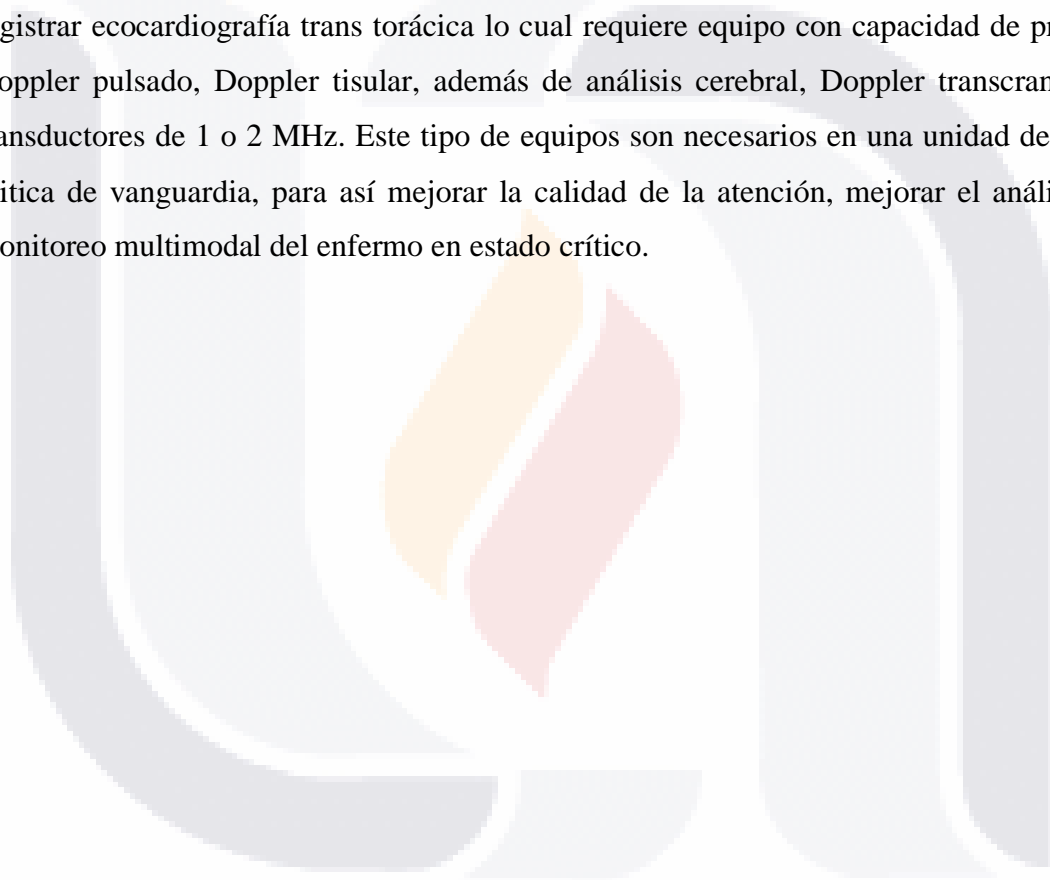 gistrar ecocardiografía trans torácica lo cual requiere equipo con capacidad de pr
oppler pulsado, Doppler tisular, además de análisis cerebral, Doppler transcran
ansductores de 1 o 2 MHz. Este tipo de equipos son necesarios en una unidad de
itica de vanguardia, para así mejorar la calidad de la atención, mejorar el análi
onitoreo multimodal del enfermo en estado crítico.